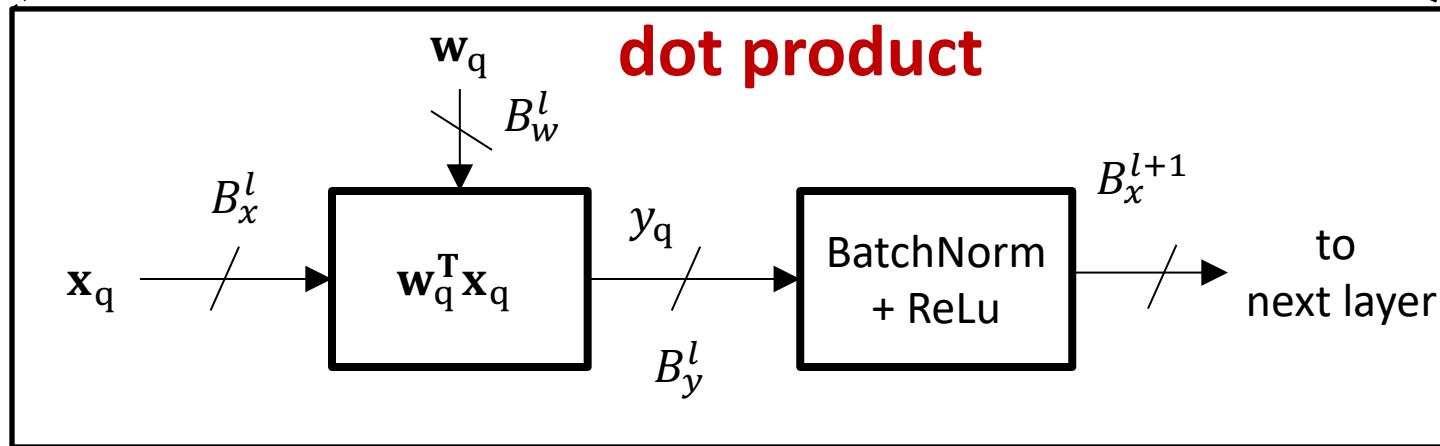 dot product
𝐰_q
B_w^l
B_x^l
𝐱_q
𝐰_q^𝐓 𝐱_q
y_q
B_y^l
BatchNorm
+ ReLu
B_x^{l+1}
to
next layer